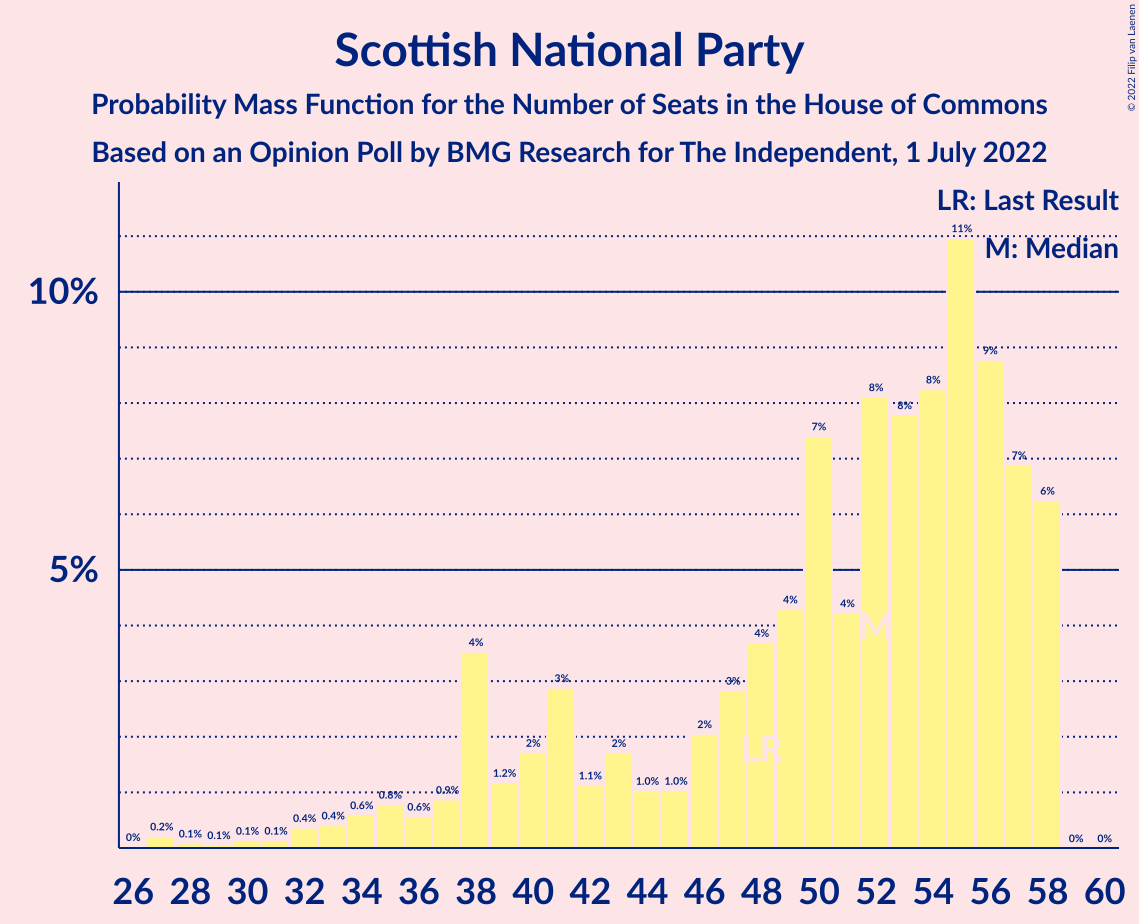 Scottish National Party
Probability Mass Function for the Number of Seats in the House of Commons
Based on an Opinion Poll by BMG Research for The Independent, 1 July 2022
© 2022 Filip van Laenen
LR: Last Result
M: Median
10%
5%
0% 0.2% 0.1% 0.1% 0.1% 0.1% 0.4% 0.4% 0.6% 0.8% 0.6% 0.9% 4% 1.2% 2% 3% 1.1% 2% 1.0% 1.0% 2% 3% 4% 4% 7% 4% 8% 8% 8% 11% 9% 7% 6% 0% 0%
M
LR
26 28 30 32 34 36 38 40 42 44 46 48 50 52 54 56 58 60